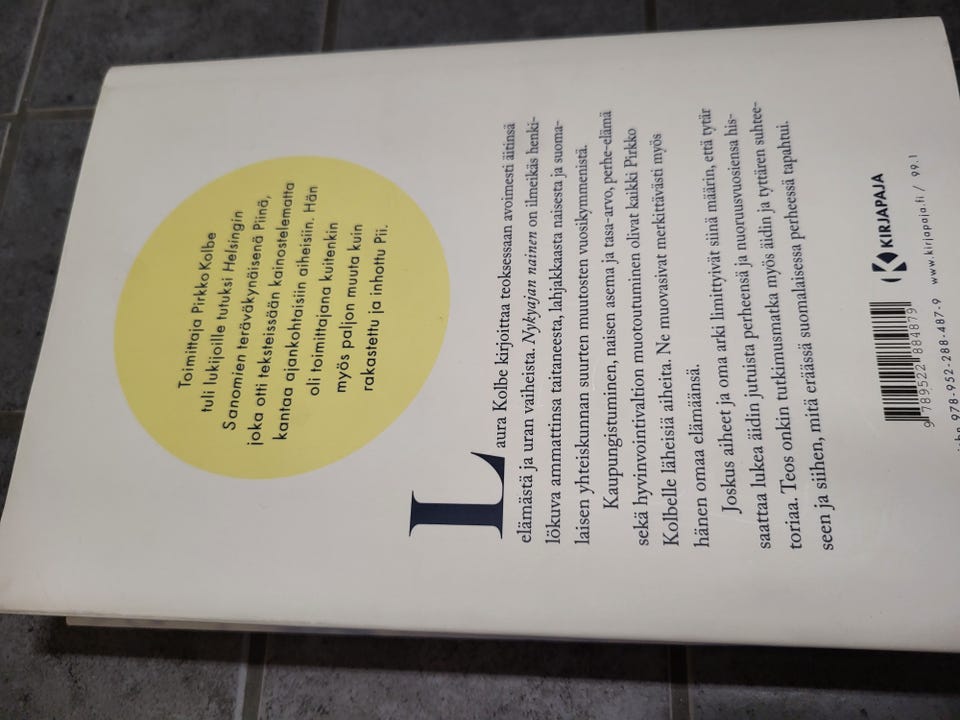 Toimittaja Pirkko Kolbe
tuli lukijoille tutuksi Helsingin
Sanomien teräväkynäisenä Piinä,
joka otti teksteissään kainostelematta
kantaa ajankohtaisiin aiheisiin. Hän
oli toimittajana kuitenkin
myös paljon muuta kuin
rakastettu ja inhottu Pii.
Laura Kolbe kirjoittaa teoksessaan avoimesti äitinsä
elämästä ja uran vaiheista. Nykyajan nainen on ilmeikäs henki-
lökuva ammattinsa taitaneesta, lahjakkaasta naisesta ja suoma-
laisen yhteiskunnan suurten muutosten vuosikymmenistä.
Kaupungistuminen, naisen asema ja tasa-arvo, perhe-elämä
sekä hyvinvointivaltion muotoutuminen olivat kaikki Pirkko
Kolbelle läheisiä aiheita. Ne muovasivat merkittävästi myös
hänen omaa elämäänsä.
Joskus aiheet ja oma arki limittyivät siinä määrin, että tytär
saattaa lukea äidin jutuista perheensä ja nuoruusvuosiensa his-
toriaa. Teos onkin tutkimusmatka myös äidin ja tyttären suhtee-
seen ja siihen, mitä eräässä suomalaisessa perheessä tapahtui.
KIRJAPAJA
9 789522 884879
978-952-288-487-9 www.kirjapaja.fi / 99.1